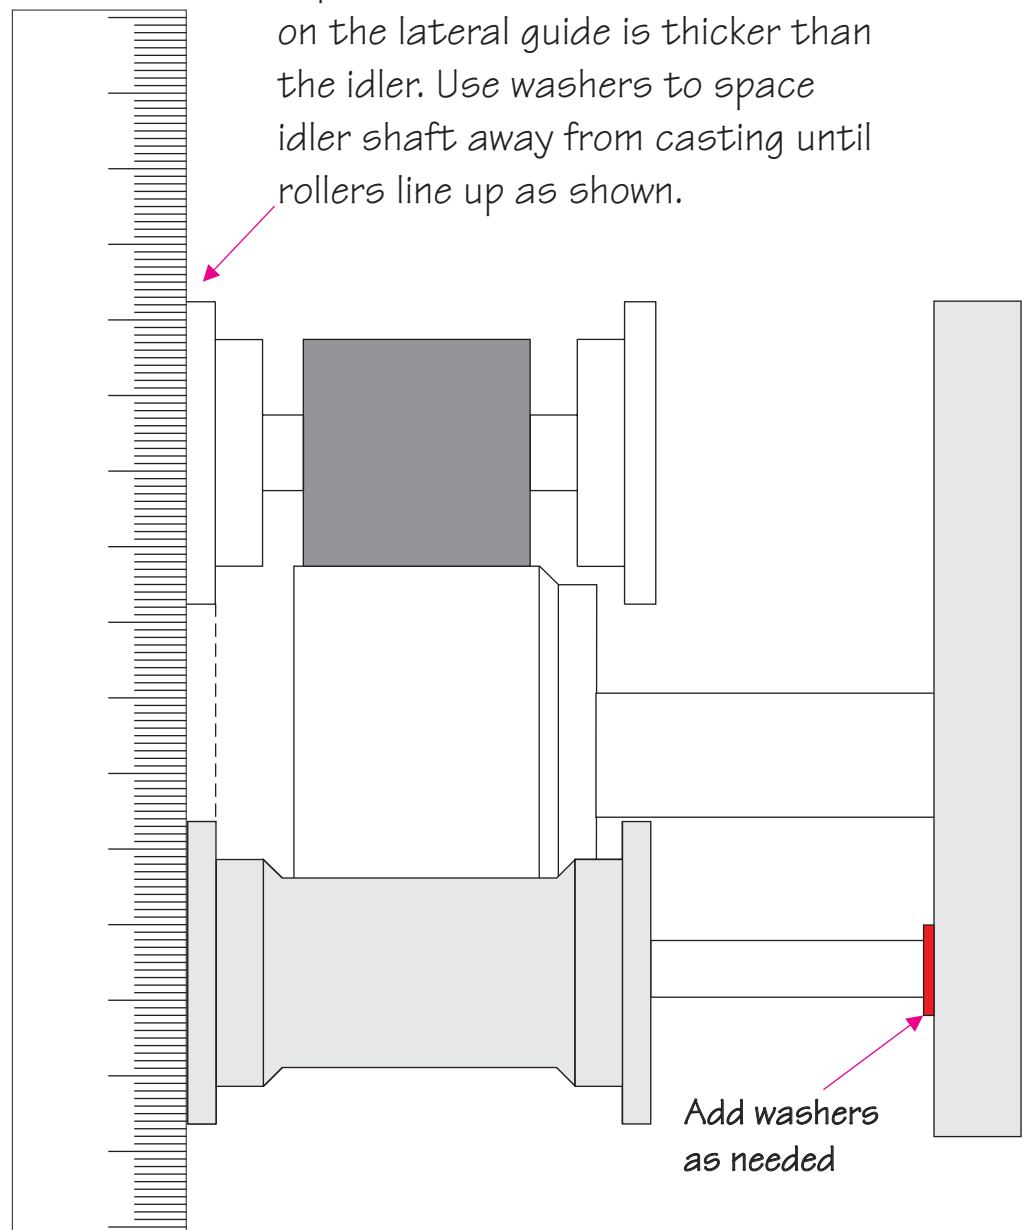 on the lateral guide is thicker than
the idler. Use washers to space
idler shaft away from casting until
rollers line up as shown.
Add washers
as needed